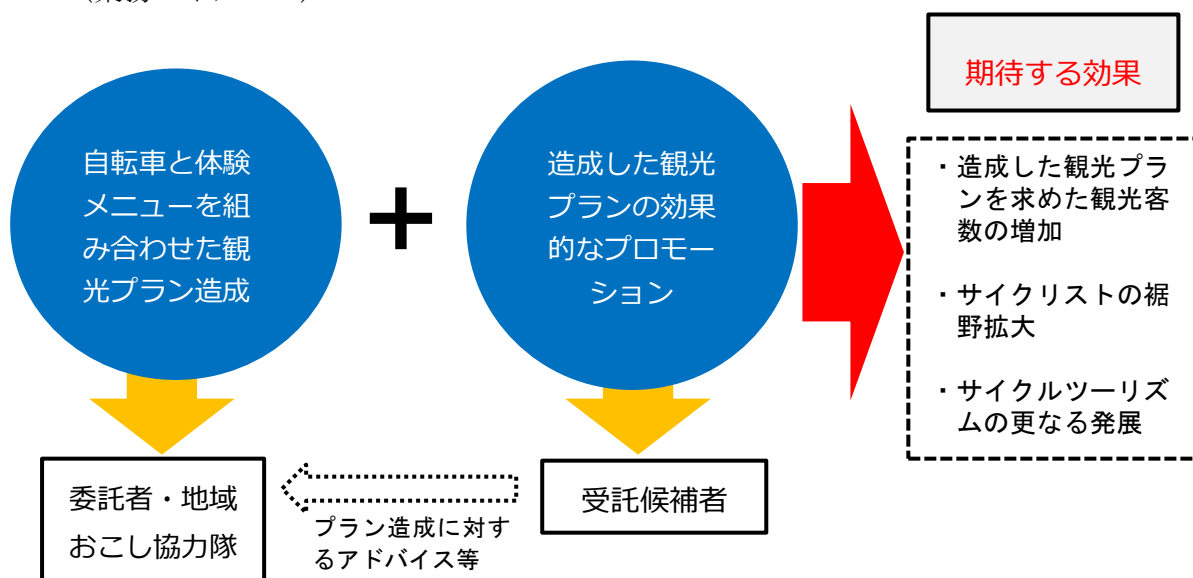 自転車と体験
メニューを組
み合わせた観
光プラン造成
+
造成した観光
プランの効果
的なプロモー
ション
期待する効果
・造成した観光プラ
ンを求めた観光客
数の増加
・サイクリストの裾
野拡大
・サイクルツーリズ
ムの更なる発展
委託者・地域
おこし協力隊
プラン造成に対す
るアドバイス等
受託候補者